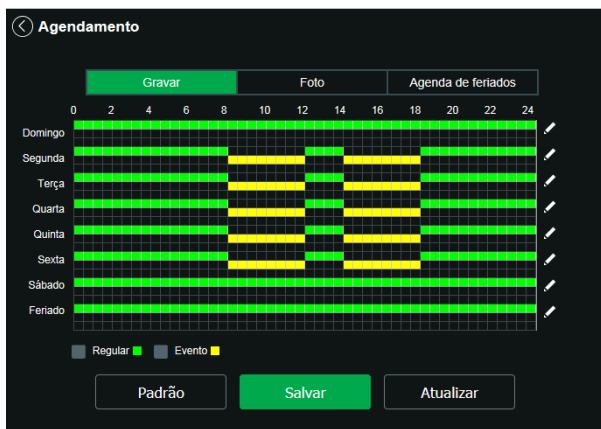 Agendamento
Gravar Foto Agenda de feriados
0 2 4 6 8 10 12 14 16 18 20 22 24
Domingo
Segunda
Terça
Quarta
Quinta
Sexta
Sábado
Feriado
Regular Evento
Padrão Salvar Atualizar